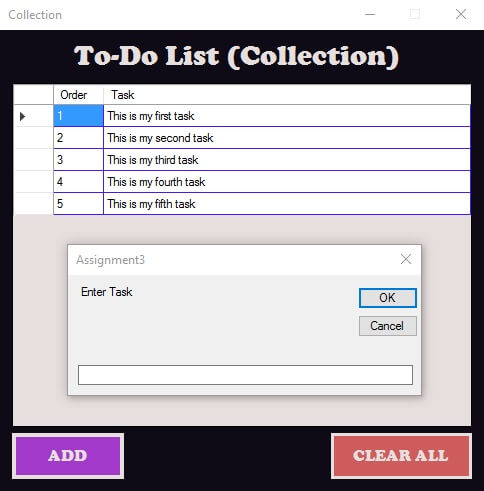 Collection
To-Do List (Collection)
Order Task
1 This is my first task
2 This is my second task
3 This is my third task
4 This is my fourth task
5 This is my fifth task
Assignment3
Enter Task
OK
Cancel
ADD CLEAR ALL